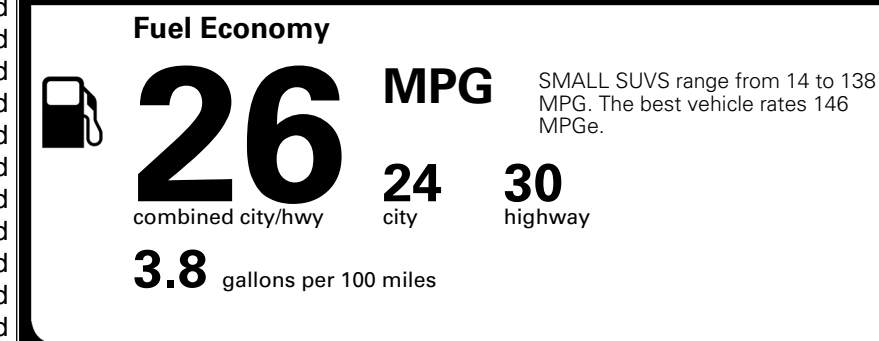 Fuel Economy
26
MPG
SMALL SUVS range from 14 to 138
MPG. The best vehicle rates 146
MPGe.
24
30
combined city/hwy
city
highway
3.8 gallons per 100 miles
d
d
d
d
d
d
d
d
d
d
d